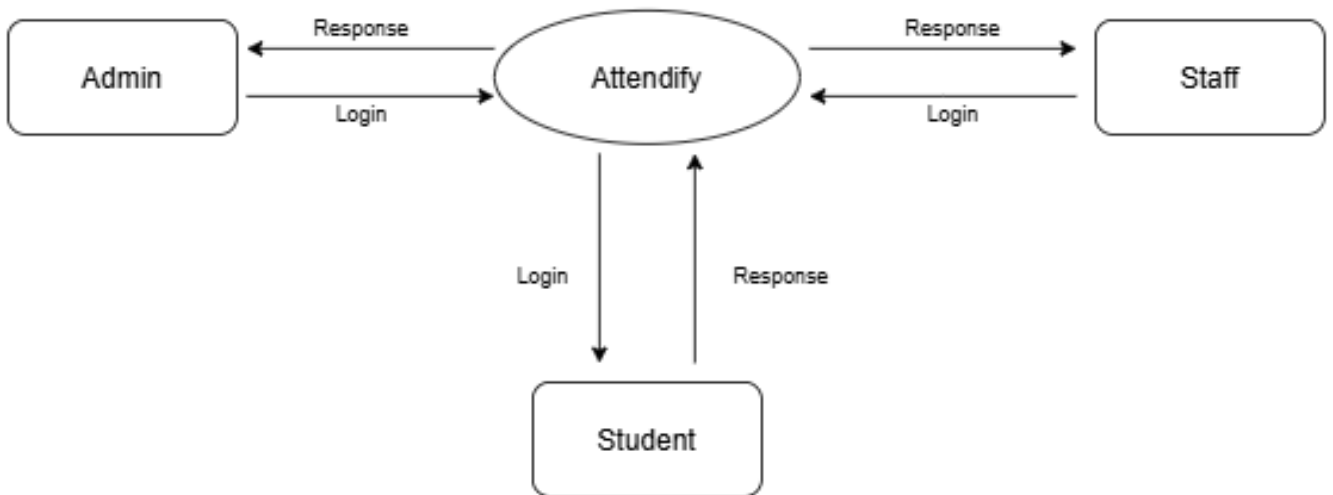 Response
Response
Admin
Attendify
Staff
Login
Login
Login
Response
Student